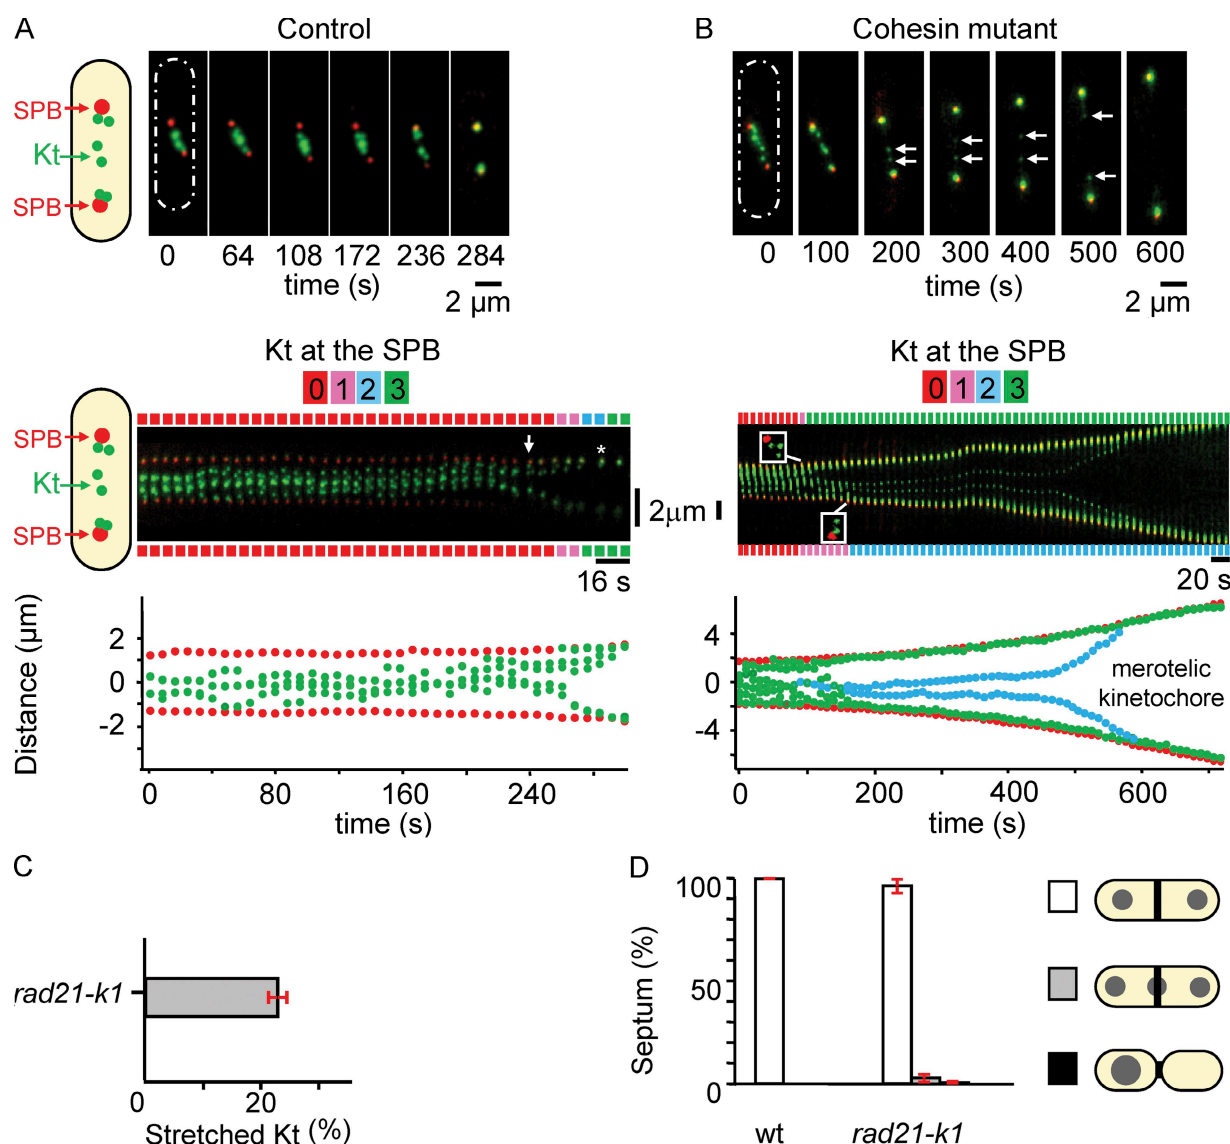 A
Control
SPB
Kt
SPB
0 64 108 172 236 284
time (s)
2 µm
B
Cohesin mutant
0 100 200 300 400 500 600
time (s)
2 µm
Kt at the SPB
0 1 2 3
SPB
Kt
SPB
*
2µm
16 s
Kt at the SPB
0 1 2 3
20 s
Distance (µm)
2
0
-2
0 80 160 240
time (s)
4
0
-4
merotelic
kinetochore
0 200 400 600
time (s)
C
rad21-k1
0 20
Stretched Kt (%)
D
Septum (%)
100
50
0
wt rad21-k1